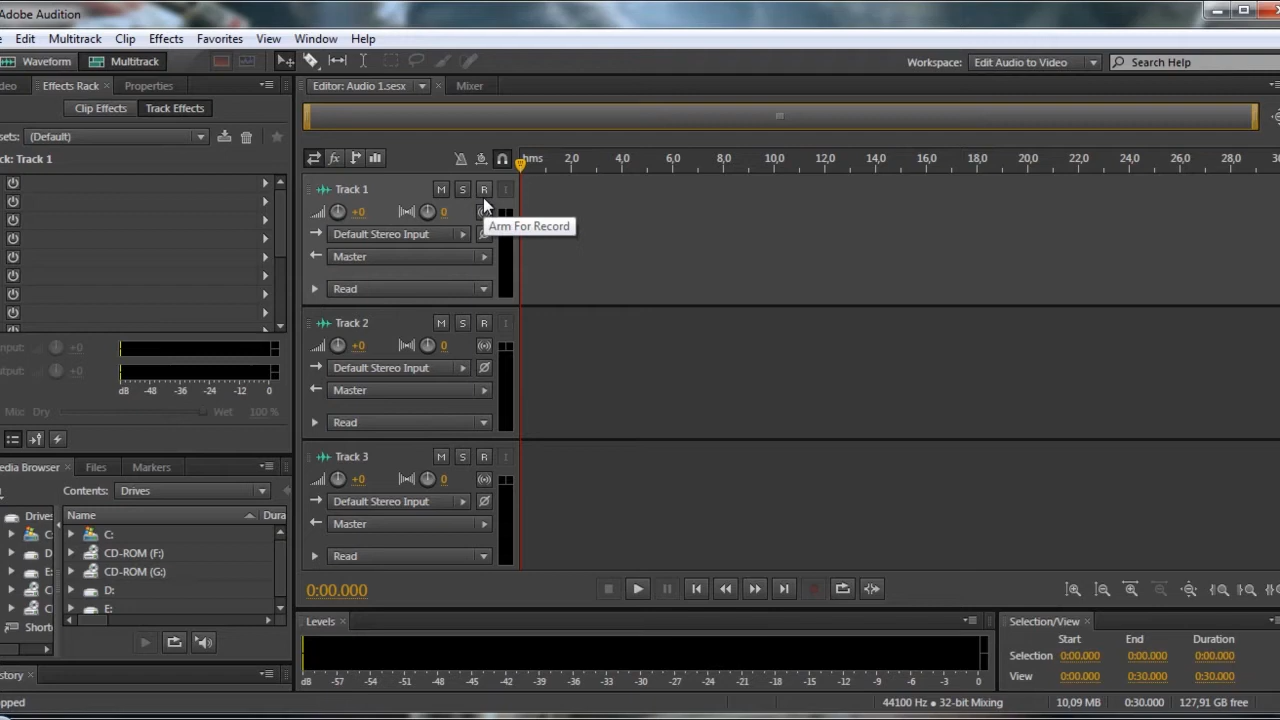 Adobe Audition
Edit Multitrack Clip Effects Favorites View Window Help
Waveform Multitrack Workspace: Edit Audio to Video Search Help
deo Effects Rack Properties Editor: Audio 1.sesx Mixer
Clip Effects Track Effects
sets: (Default)
ck: Track 1
hms 2,0 4,0 6,0 8,0 10,0 12,0 14,0 16,0 18,0 20,0 22,0 24,0 26,0 28,0 30
Track 1 M S R I
+0 0
Arm For Record
Default Stereo Input
Master
Read
Track 2 M S R I
+0 0
Default Stereo Input
Master
Read
Track 3 M S R I
+0 0
Default Stereo Input
Master
Read
nput: +0
utput: +0
dB -48 -36 -24 -12 0
Mix: Dry Wet 100 %
edia Browser Files Markers
Contents: Drives
Drives
C:
D:
E:
Shorto
Name Dura
C:
CD-ROM (F:)
CD-ROM (G:)
D:
E:
0:00.000
story
Levels
dB -57 -54 -51 -48 -45 -42 -39 -36 -33 -30 -27 -24 -21 -18 -15 -12 -9 -6 -3 0
Selection/View
Start End Duration
Selection 0:00.000 0:00.000 0:00.000
View 0:00.000 0:30.000 0:30.000
opped 44100 Hz ● 32-bit Mixing 10,09 MB 0:30.000 127,91 GB free